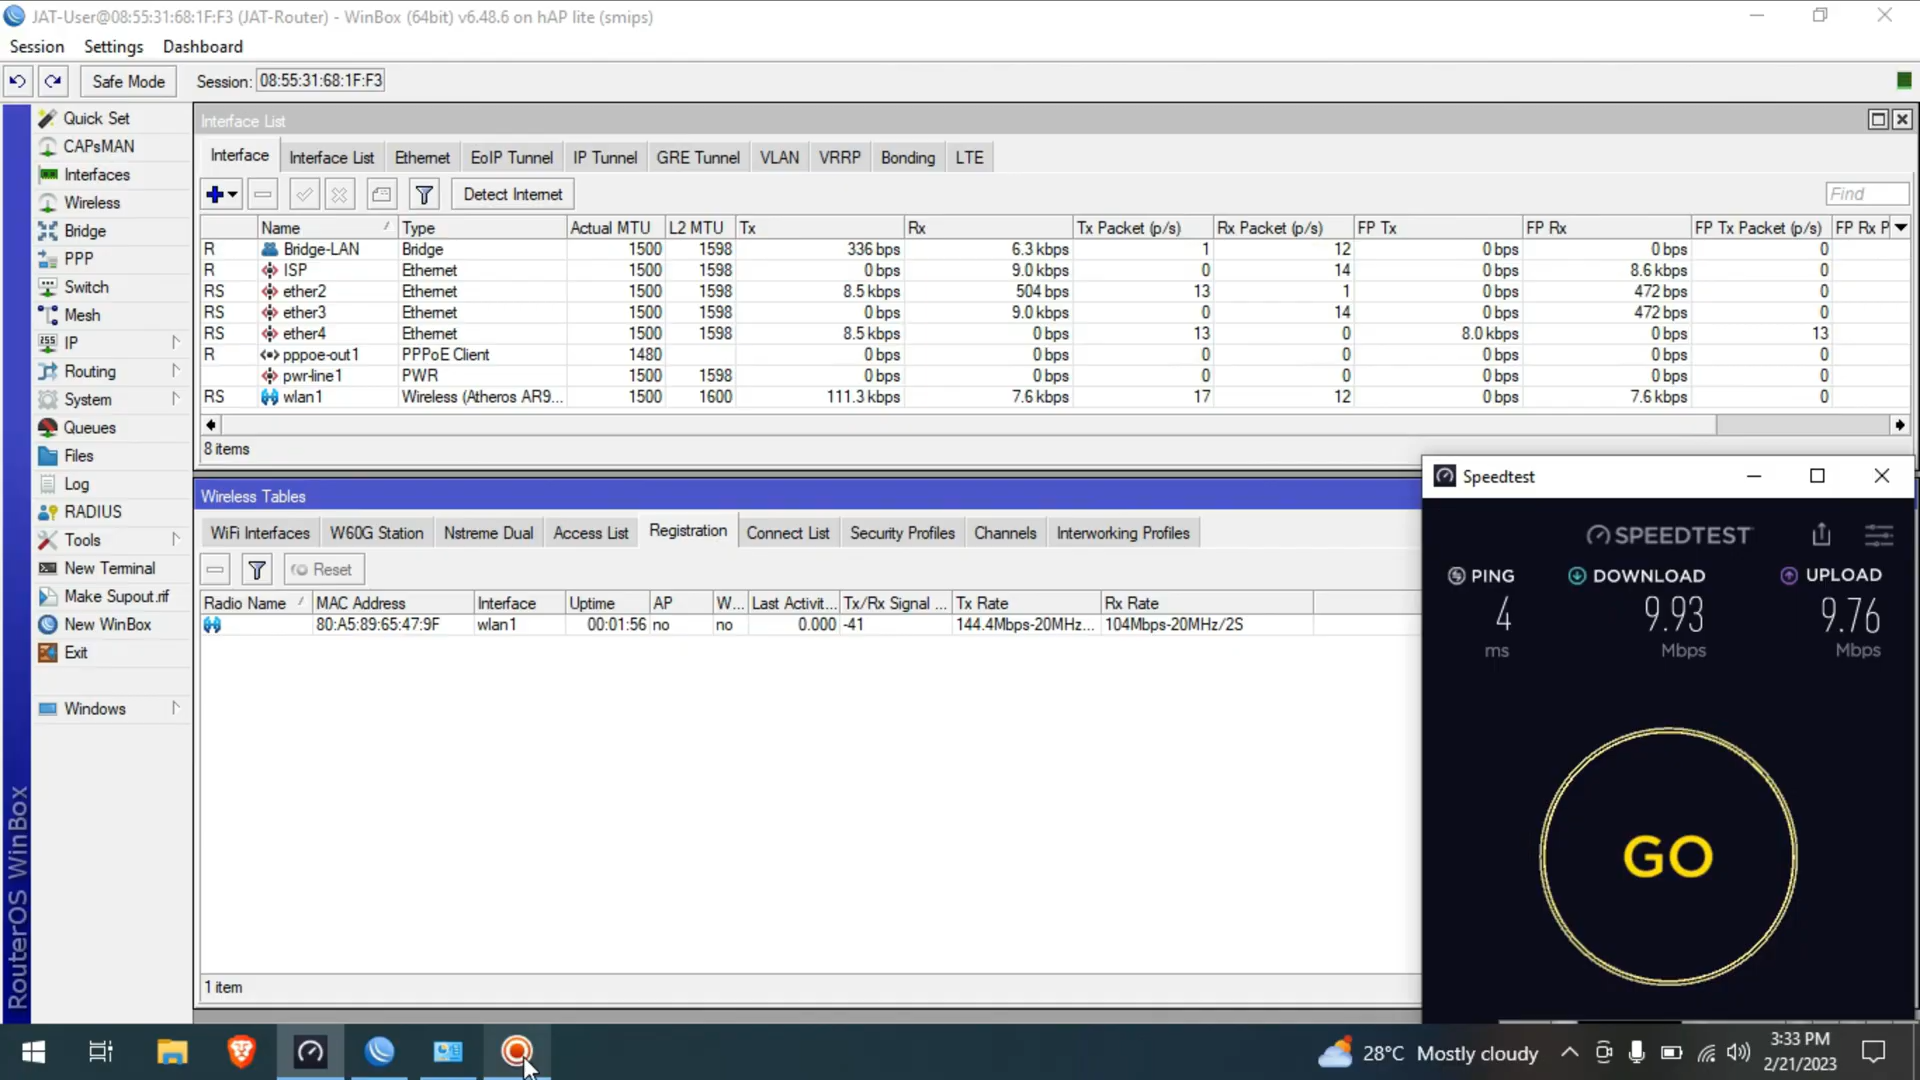 JAT-User@08:55:31:68:1F:F3 (JAT-Router) - WinBox (64bit) v6.48.6 on hAP lite (smips)
Session Settings Dashboard
Safe Mode Session: 08:55:31:68:1F:F3
Quick Set
CAPsMAN
Interfaces
Wireless
Bridge
PPP
Switch
Mesh
IP
Routing
System
Queues
Files
Log
RADIUS
Tools
New Terminal
Make Supout.rif
New WinBox
Exit
Windows
RouterOS WinBox
Interface List
Interface Interface List Ethernet EoIP Tunnel IP Tunnel GRE Tunnel VLAN VRRP Bonding LTE
Detect Internet Find
Name Type Actual MTU L2 MTU Tx Rx Tx Packet (p/s) Rx Packet (p/s) FP Tx FP Rx FP Tx Packet (p/s) FP Rx P
R Bridge-LAN Bridge 1500 1598 336 bps 6.3 kbps 1 12 0 bps 0 bps 0
R ISP Ethernet 1500 1598 0 bps 9.0 kbps 0 14 0 bps 8.6 kbps 0
RS ether2 Ethernet 1500 1598 8.5 kbps 504 bps 13 1 0 bps 472 bps 0
RS ether3 Ethernet 1500 1598 0 bps 9.0 kbps 0 14 0 bps 472 bps 0
RS ether4 Ethernet 1500 1598 8.5 kbps 0 bps 13 0 8.0 kbps 0 bps 13
R pppoe-out1 PPPoE Client 1480 0 bps 0 bps 0 0 0 bps 0 bps 0
pwr-line1 PWR 1500 1598 0 bps 0 bps 0 0 0 bps 0 bps 0
RS wlan1 Wireless (Atheros AR9... 1500 1600 111.3 kbps 7.6 kbps 17 12 0 bps 7.6 kbps 0
8 items
Wireless Tables
WiFi Interfaces W60G Station Nstreme Dual Access List Registration Connect List Security Profiles Channels Interworking Profiles
Reset
Radio Name MAC Address Interface Uptime AP W... Last Activit... Tx/Rx Signal ... Tx Rate Rx Rate
80:A5:89:65:47:9F wlan1 00:01:56 no no 0.000 -41 144.4Mbps-20MHz... 104Mbps-20MHz/2S
1 item
Speedtest
SPEEDTEST
PING DOWNLOAD UPLOAD
4 9.93 9.76
ms Mbps Mbps
GO
28°C Mostly cloudy
3:33 PM
2/21/2023